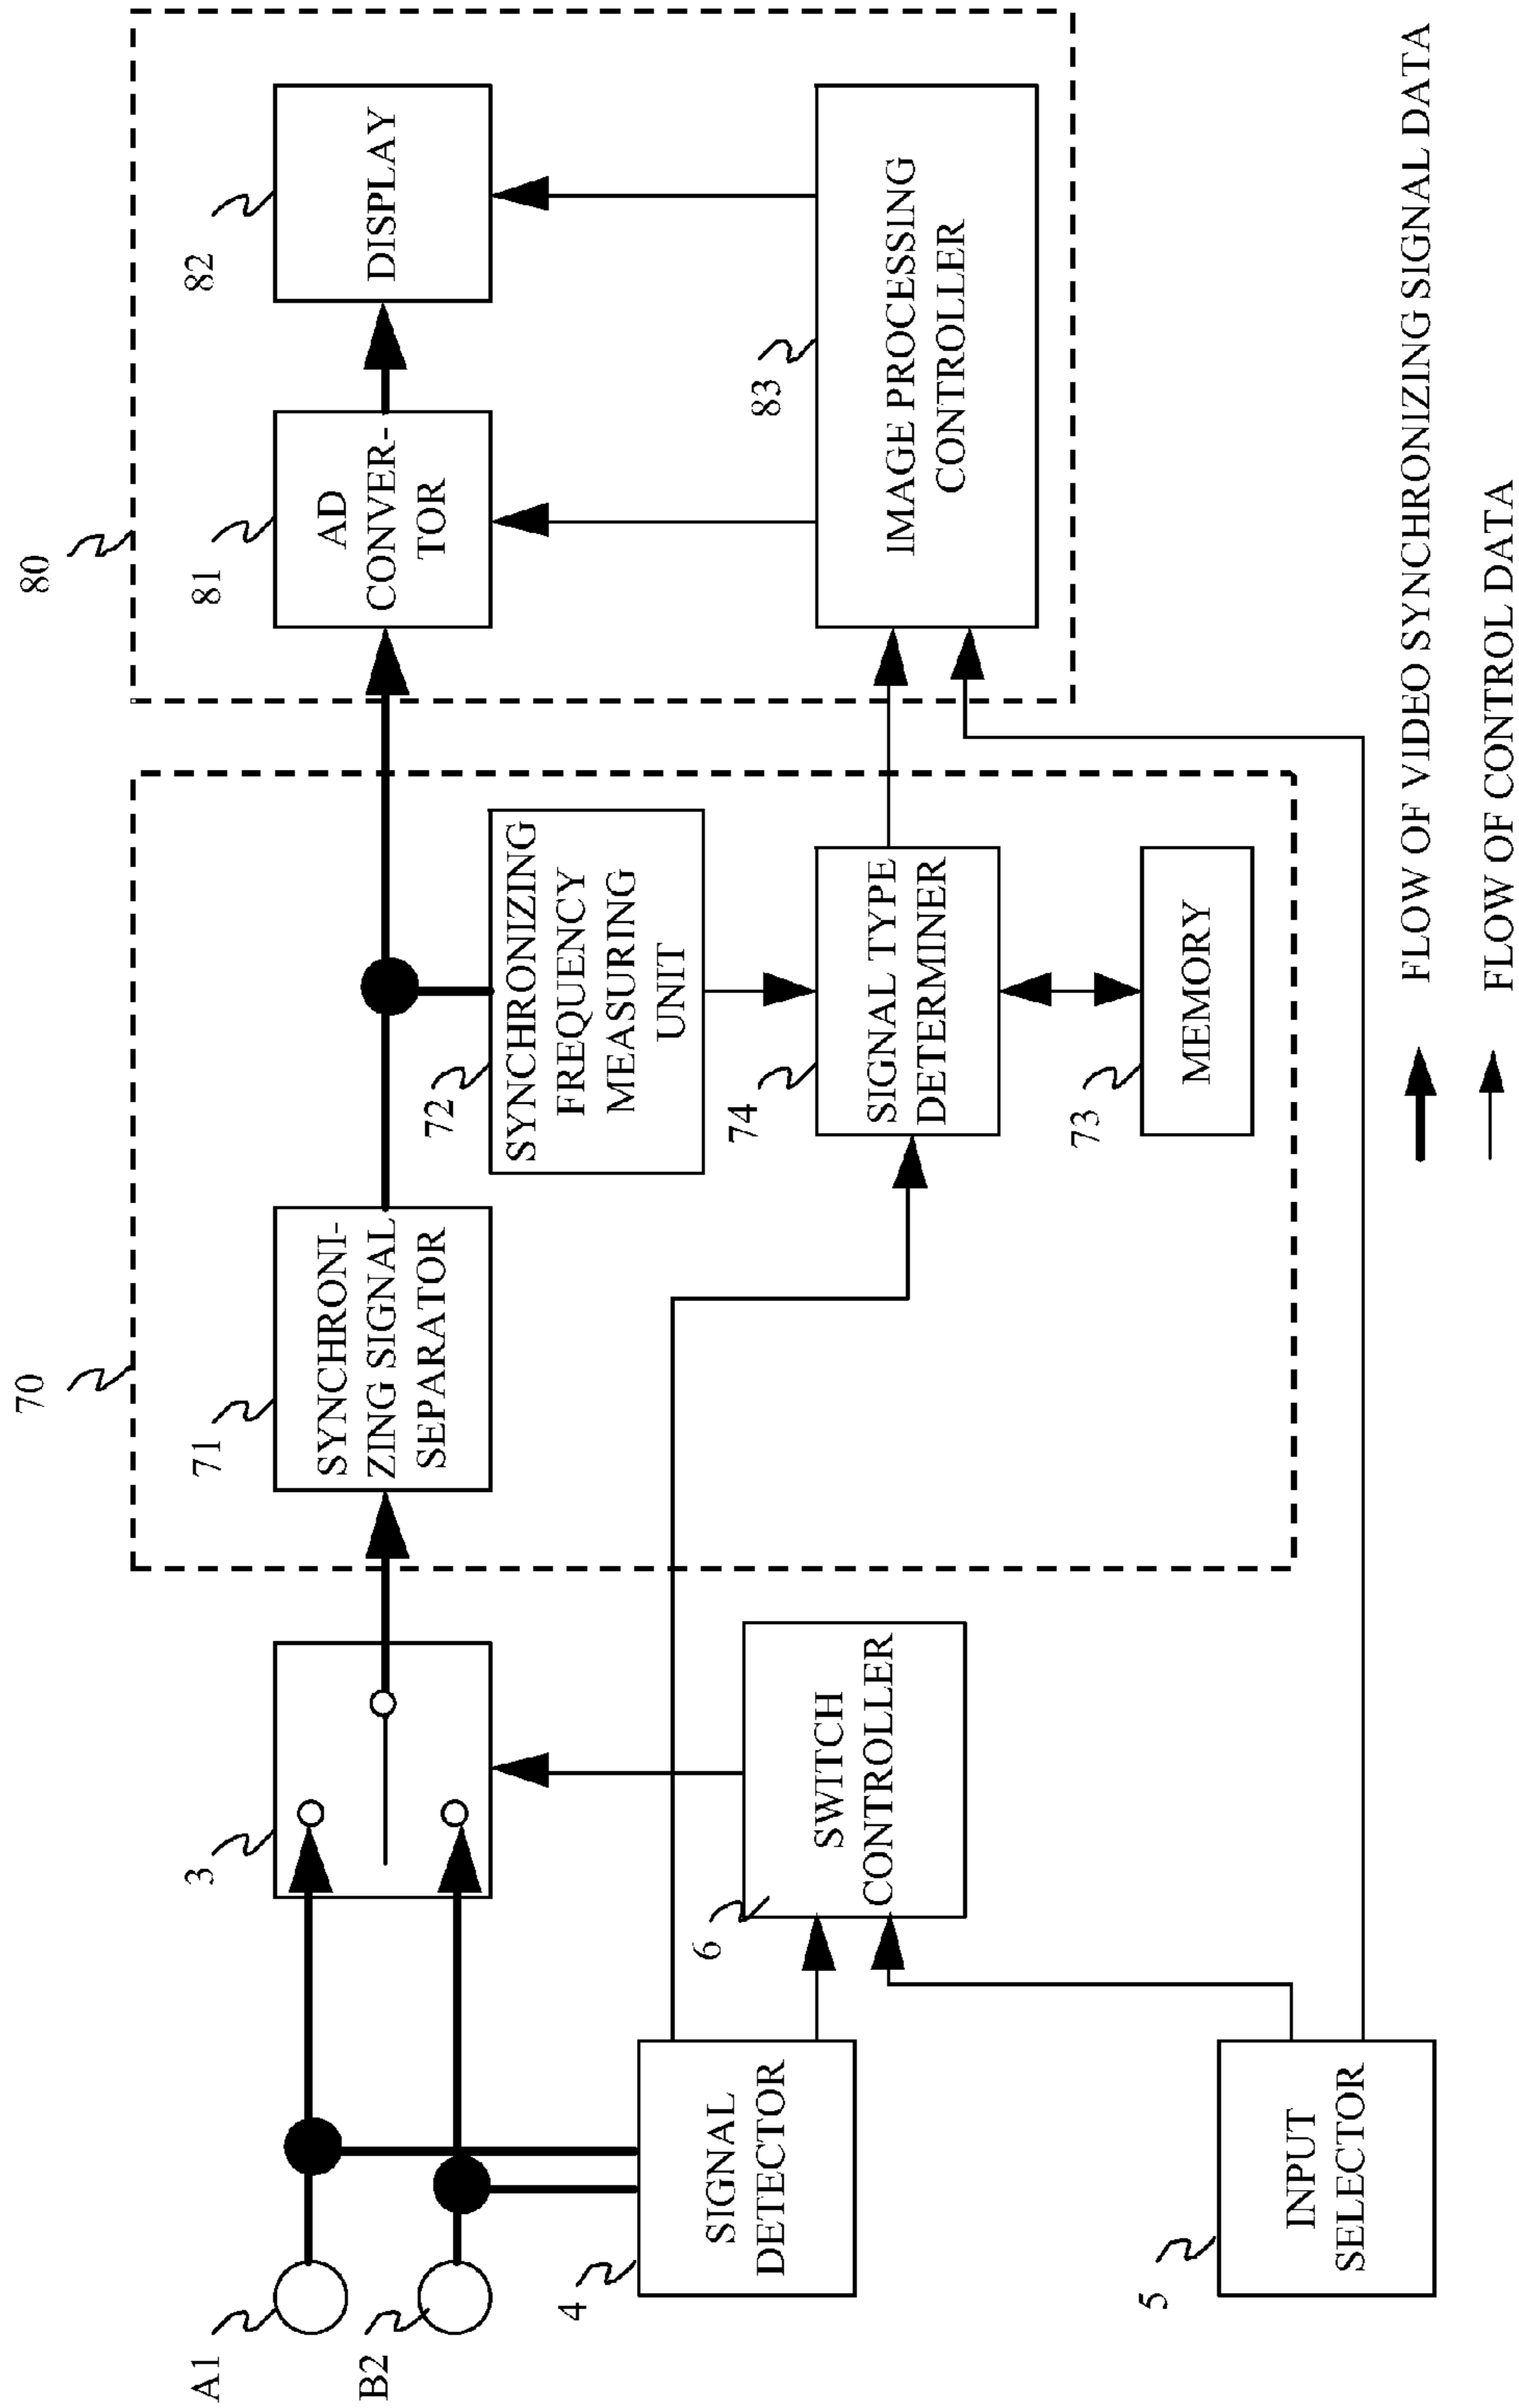 A1
B2
3
4
SIGNAL
DETECTOR
5
INPUT
SELECTOR
6
SWITCH
CONTROLLER
70
71
SYNCHRONI-
ZING SIGNAL
SEPARATOR
72
SYNCHRONIZING
FREQUENCY
MEASURING
UNIT
74
SIGNAL TYPE
DETERMINER
73
MEMORY
80
81
AD
CONVER-
TOR
82
DISPLAY
83
IMAGE PROCESSING
CONTROLLER
FLOW OF VIDEO SYNCHRONIZING SIGNAL DATA
FLOW OF CONTROL DATA